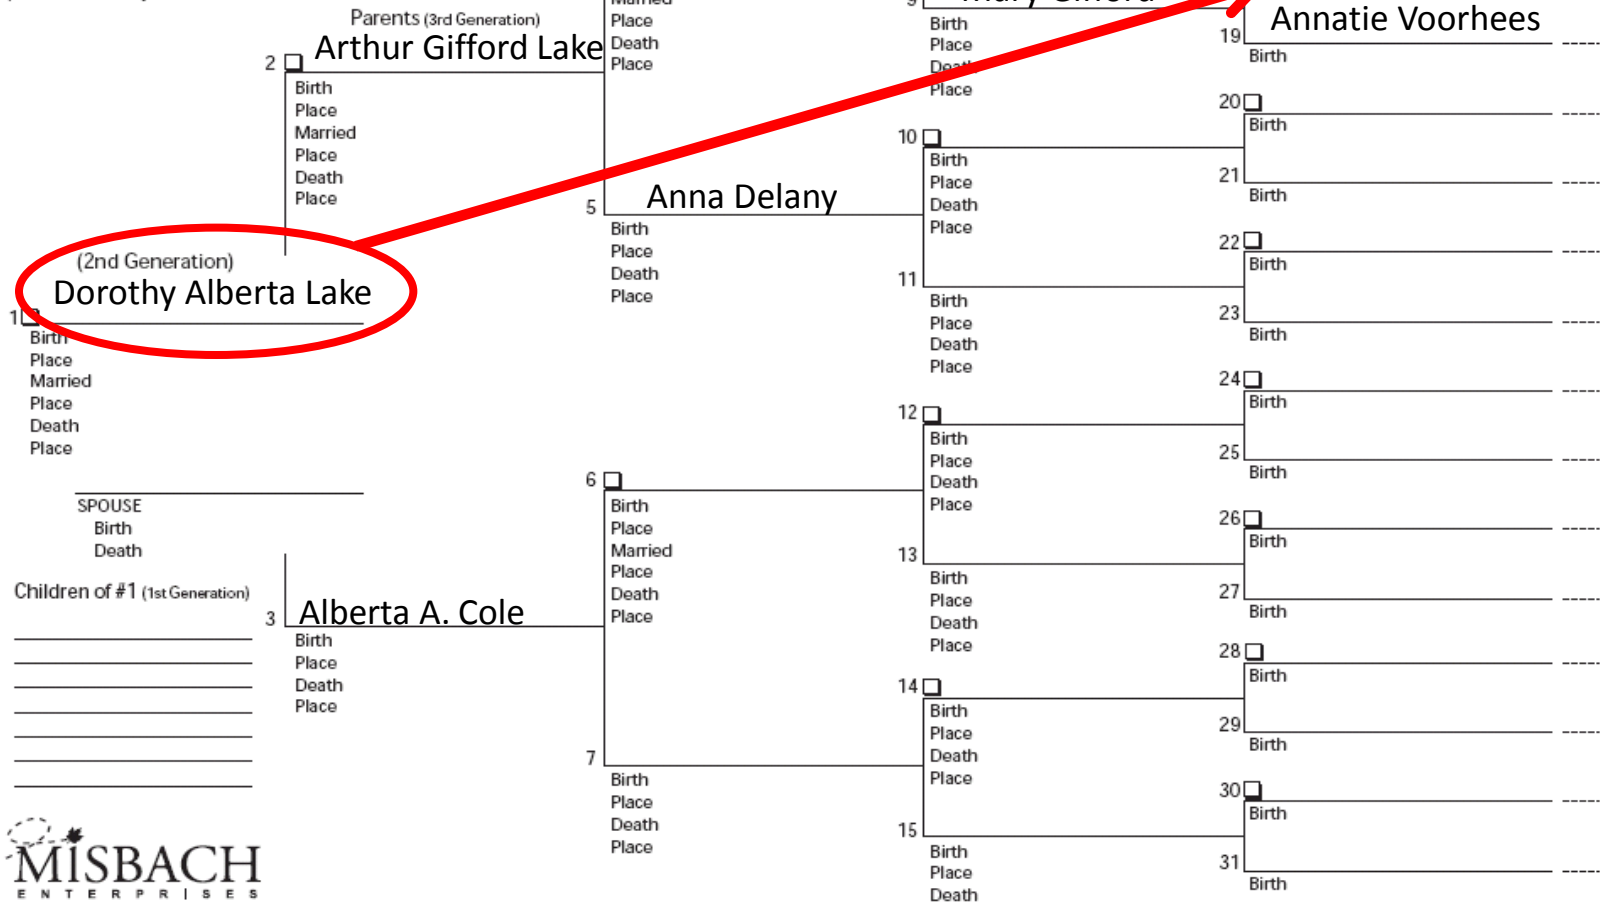 Parents (3rd Generation)
2 Arthur Gifford Lake
Birth
Place
Married
Place
Death
Place
(2nd Generation)
Dorothy Alberta Lake
1
Birth
Place
Married
Place
Death
Place
SPOUSE
Birth
Death
Children of #1 (1st Generation)
3 Alberta A. Cole
Birth
Place
Death
Place
MISBACH
ENTERPRISES
Married
Place
Death
Place
5 Anna Delany
Birth
Place
Death
Place
6
Birth
Place
Married
Place
Death
Place
7
Birth
Place
Death
Place
9 Mary Gifford
Birth
Place
Death
Place
10
Birth
Place
Death
Place
11
Birth
Place
Death
Place
12
Birth
Place
Death
Place
13
Birth
Place
Death
Place
14
Birth
Place
Death
Place
15
Birth
Place
Death
19 Annatie Voorhees
Birth
20
Birth
21
Birth
22
Birth
23
Birth
24
Birth
25
Birth
26
Birth
27
Birth
28
Birth
29
Birth
30
Birth
31
Birth